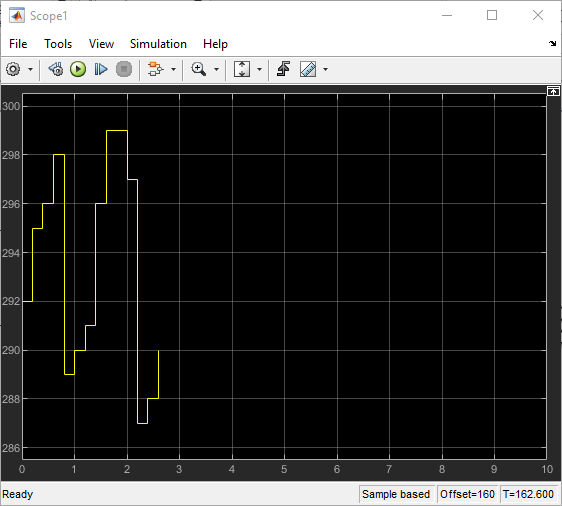 Scope1
File Tools View Simulation Help
300
298
296
294
292
290
288
286
0 1 2 3 4 5 6 7 8 9 10
Ready Sample based Offset=160 T=162.600